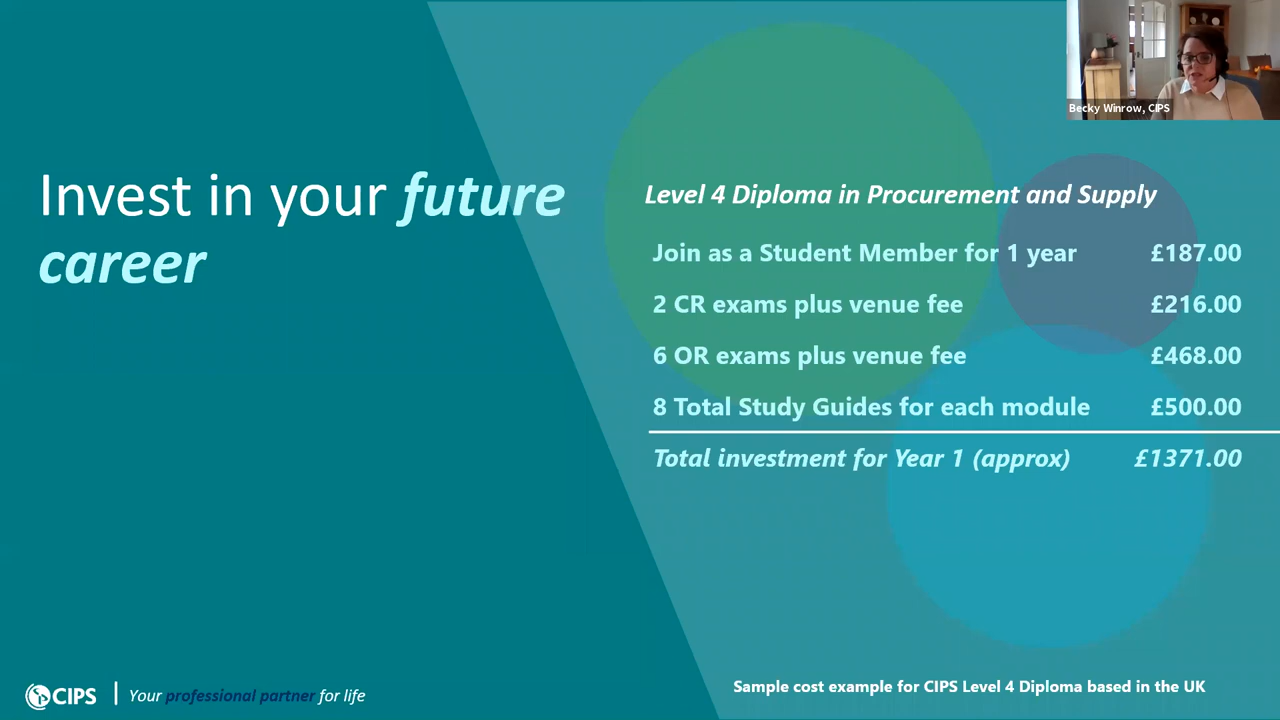 Becky Winrow, CIPS
Invest in your future
career
Level 4 Diploma in Procurement and Supply
Join as a Student Member for 1 year £187.00
2 CR exams plus venue fee £216.00
6 OR exams plus venue fee £468.00
8 Total Study Guides for each module £500.00
Total investment for Year 1 (approx) £1371.00
CIPS Your professional partner for life
Sample cost example for CIPS Level 4 Diploma based in the UK